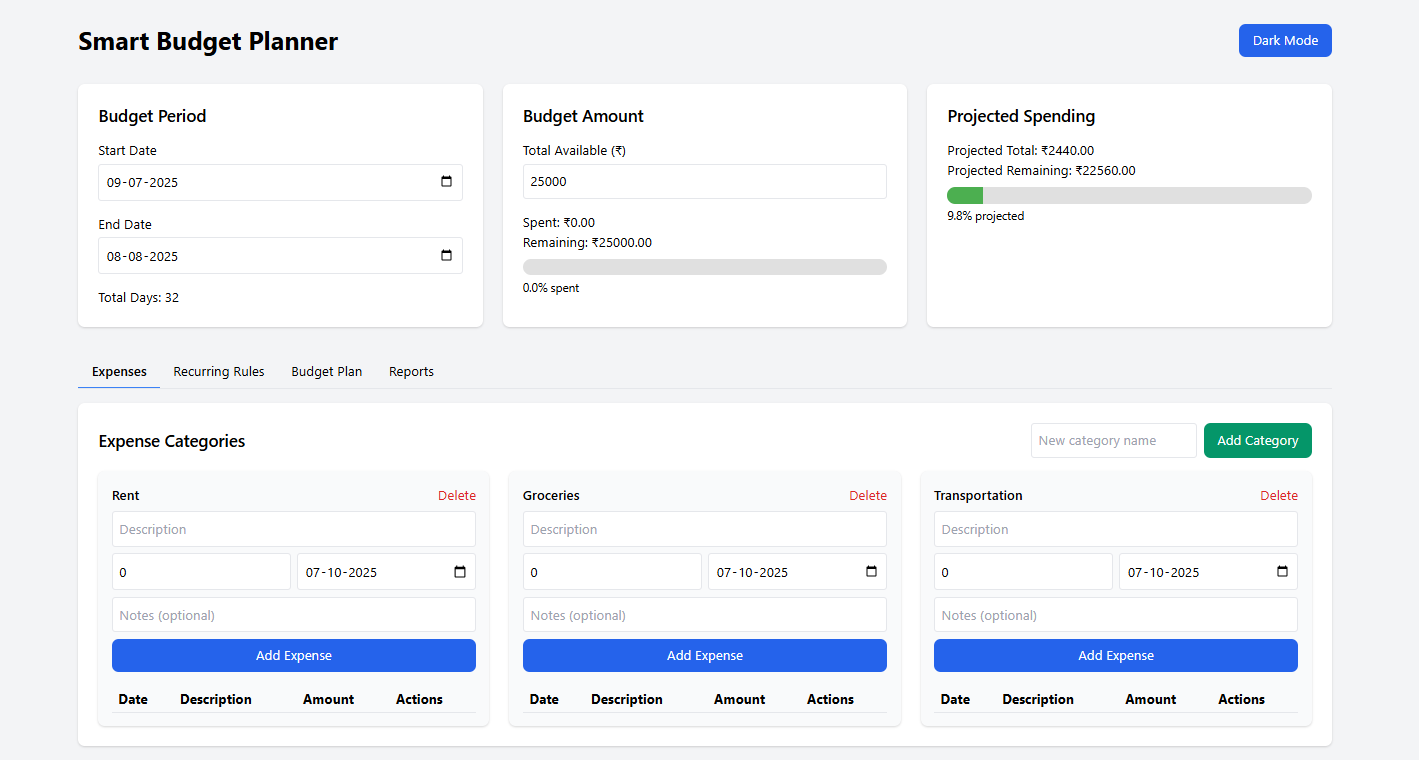 Smart Budget Planner
Dark Mode
Budget Period
Start Date
09-07-2025
End Date
08-08-2025
Total Days: 32
Budget Amount
Total Available (₹)
25000
Spent: ₹0.00
Remaining: ₹25000.00
0.0% spent
Projected Spending
Projected Total: ₹2440.00
Projected Remaining: ₹22560.00
9.8% projected
Expenses Recurring Rules Budget Plan Reports
Expense Categories
New category name
Add Category
Rent Delete
Description
0 07-10-2025
Notes (optional)
Add Expense
Date Description Amount Actions
Groceries Delete
Description
0 07-10-2025
Notes (optional)
Add Expense
Date Description Amount Actions
Transportation Delete
Description
0 07-10-2025
Notes (optional)
Add Expense
Date Description Amount Actions